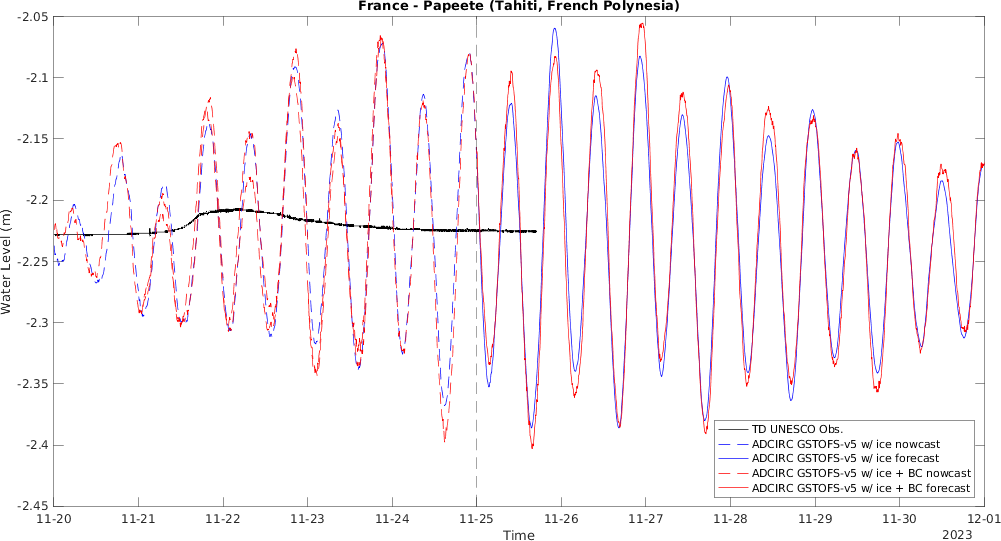 France - Papeete (Tahiti, French Polynesia)
-2.05
-2.1
-2.15
-2.2
-2.25
-2.3
-2.35
-2.4
-2.45
Water Level (m)
TD UNESCO Obs.
ADCIRC GSTOFS-v5 w/ ice nowcast
ADCIRC GSTOFS-v5 w/ ice forecast
ADCIRC GSTOFS-v5 w/ ice + BC nowcast
ADCIRC GSTOFS-v5 w/ ice + BC forecast
11-20 11-21 11-22 11-23 11-24 11-25 11-26 11-27 11-28 11-29 11-30 12-01
Time
2023